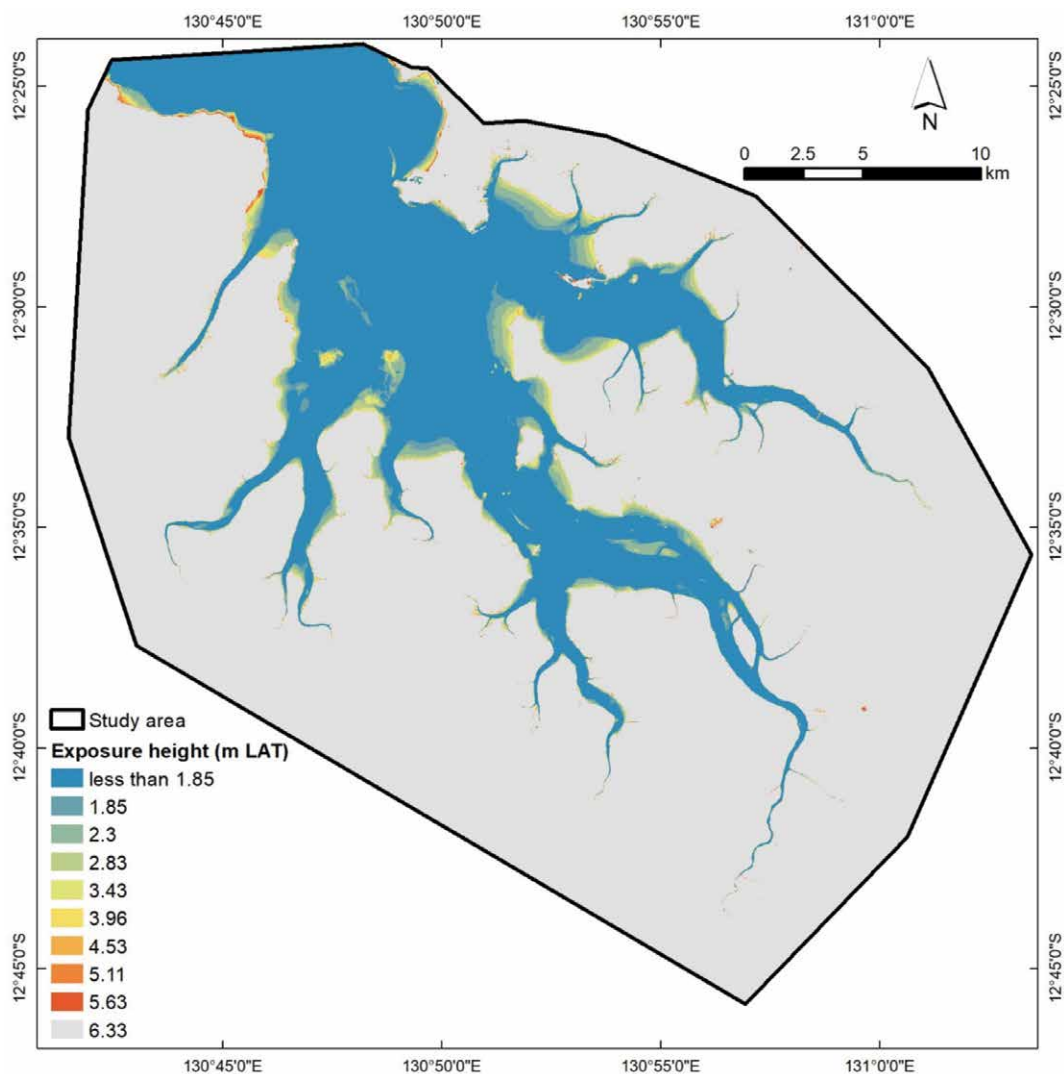 130°45'0"E 130°50'0"E 130°55'0"E 131°0'0"E
12°25'0"S
12°30'0"S
12°35'0"S
12°40'0"S
12°45'0"S
N
0 2.5 5 10
km
12°25'0"S
12°30'0"S
12°35'0"S
12°40'0"S
12°45'0"S
Study area
Exposure height (m LAT)
less than 1.85
1.85
2.3
2.83
3.43
3.96
4.53
5.11
5.63
6.33
130°45'0"E 130°50'0"E 130°55'0"E 131°0'0"E